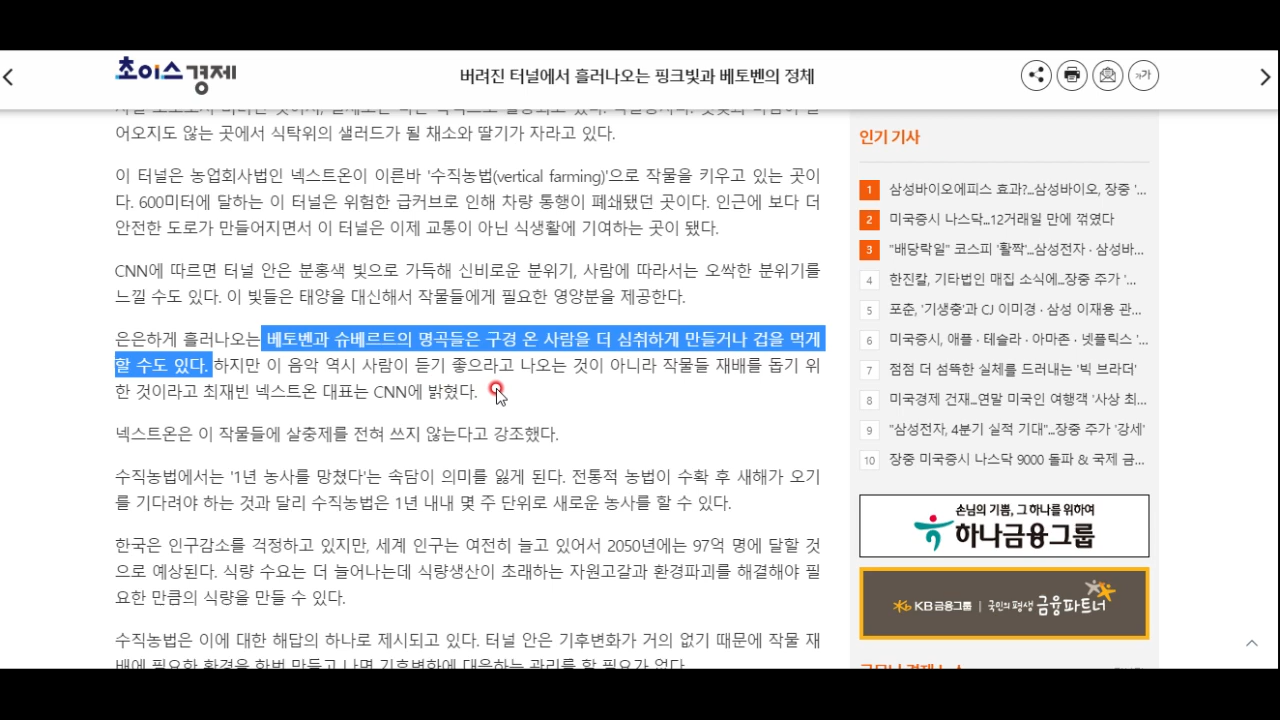 초이스경제
버려진 터널에서 흘러나오는 핑크빛과 베토벤의 정체
가가
어오지도 않는 곳에서 식탁위의 샐러드가 될 채소와 딸기가 자라고 있다.
이 터널은 농업회사법인 넥스트온이 이른바 '수직농법(vertical farming)'으로 작물을 키우고 있는 곳이
다. 600미터에 달하는 이 터널은 위험한 급커브로 인해 차량 통행이 폐쇄됐던 곳이다. 인근에 보다 더
안전한 도로가 만들어지면서 이 터널은 이제 교통이 아닌 식생활에 기여하는 곳이 됐다.
CNN에 따르면 터널 안은 분홍색 빛으로 가득해 신비로운 분위기, 사람에 따라서는 오싹한 분위기를
느낄 수도 있다. 이 빛들은 태양을 대신해서 작물들에게 필요한 영양분을 제공한다.
은은하게 흘러나오는 베토벤과 슈베르트의 명곡들은 구경 온 사람을 더 심취하게 만들거나 겁을 먹게
할 수도 있다. 하지만 이 음악 역시 사람이 듣기 좋으라고 나오는 것이 아니라 작물들 재배를 돕기 위
한 것이라고 최재빈 넥스트온 대표는 CNN에 밝혔다.
넥스트온은 이 작물들에 살충제를 전혀 쓰지 않는다고 강조했다.
수직농법에서는 '1년 농사를 망쳤다'는 속담이 의미를 잃게 된다. 전통적 농법이 수확 후 새해가 오기
를 기다려야 하는 것과 달리 수직농법은 1년 내내 몇 주 단위로 새로운 농사를 할 수 있다.
한국은 인구감소를 걱정하고 있지만, 세계 인구는 여전히 늘고 있어서 2050년에는 97억 명에 달할 것
으로 예상된다. 식량 수요는 더 늘어나는데 식량생산이 초래하는 자원고갈과 환경파괴를 해결해야 필
요한 만큼의 식량을 만들 수 있다.
수직농법은 이에 대한 해답의 하나로 제시되고 있다. 터널 안은 기후변화가 거의 없기 때문에 작물 재
배에 필요한 환경을 한번 만들고 나면 기후변화에 대응하는 관리를 할 필요가 없다.
인기 기사
1 삼성바이오에피스 효과?...삼성바이오, 장중 '...
2 미국증시 나스닥...12거래일 만에 꺾였다
3 "배당락일" 코스피 '활짝'...삼성전자 · 삼성바...
4 한진칼, 기타법인 매집 소식에...장중 주가 '...
5 포춘, '기생충'과 CJ 이미경 · 삼성 이재용 관...
6 미국증시, 애플 · 테슬라 · 아마존 · 넷플릭스 '...
7 점점 더 섬뜩한 실체를 드러내는 '빅 브라더'
8 미국경제 건재...연말 미국인 여행객 '사상 최...
9 "삼성전자, 4분기 실적 기대"...장중 주가 '강세'
10 장중 미국증시 나스닥 9000 돌파 & 국제 금...
손님의 기쁨, 그 하나를 위하여
하나금융그룹
KB금융그룹 | 국민의 평생 금융파트너